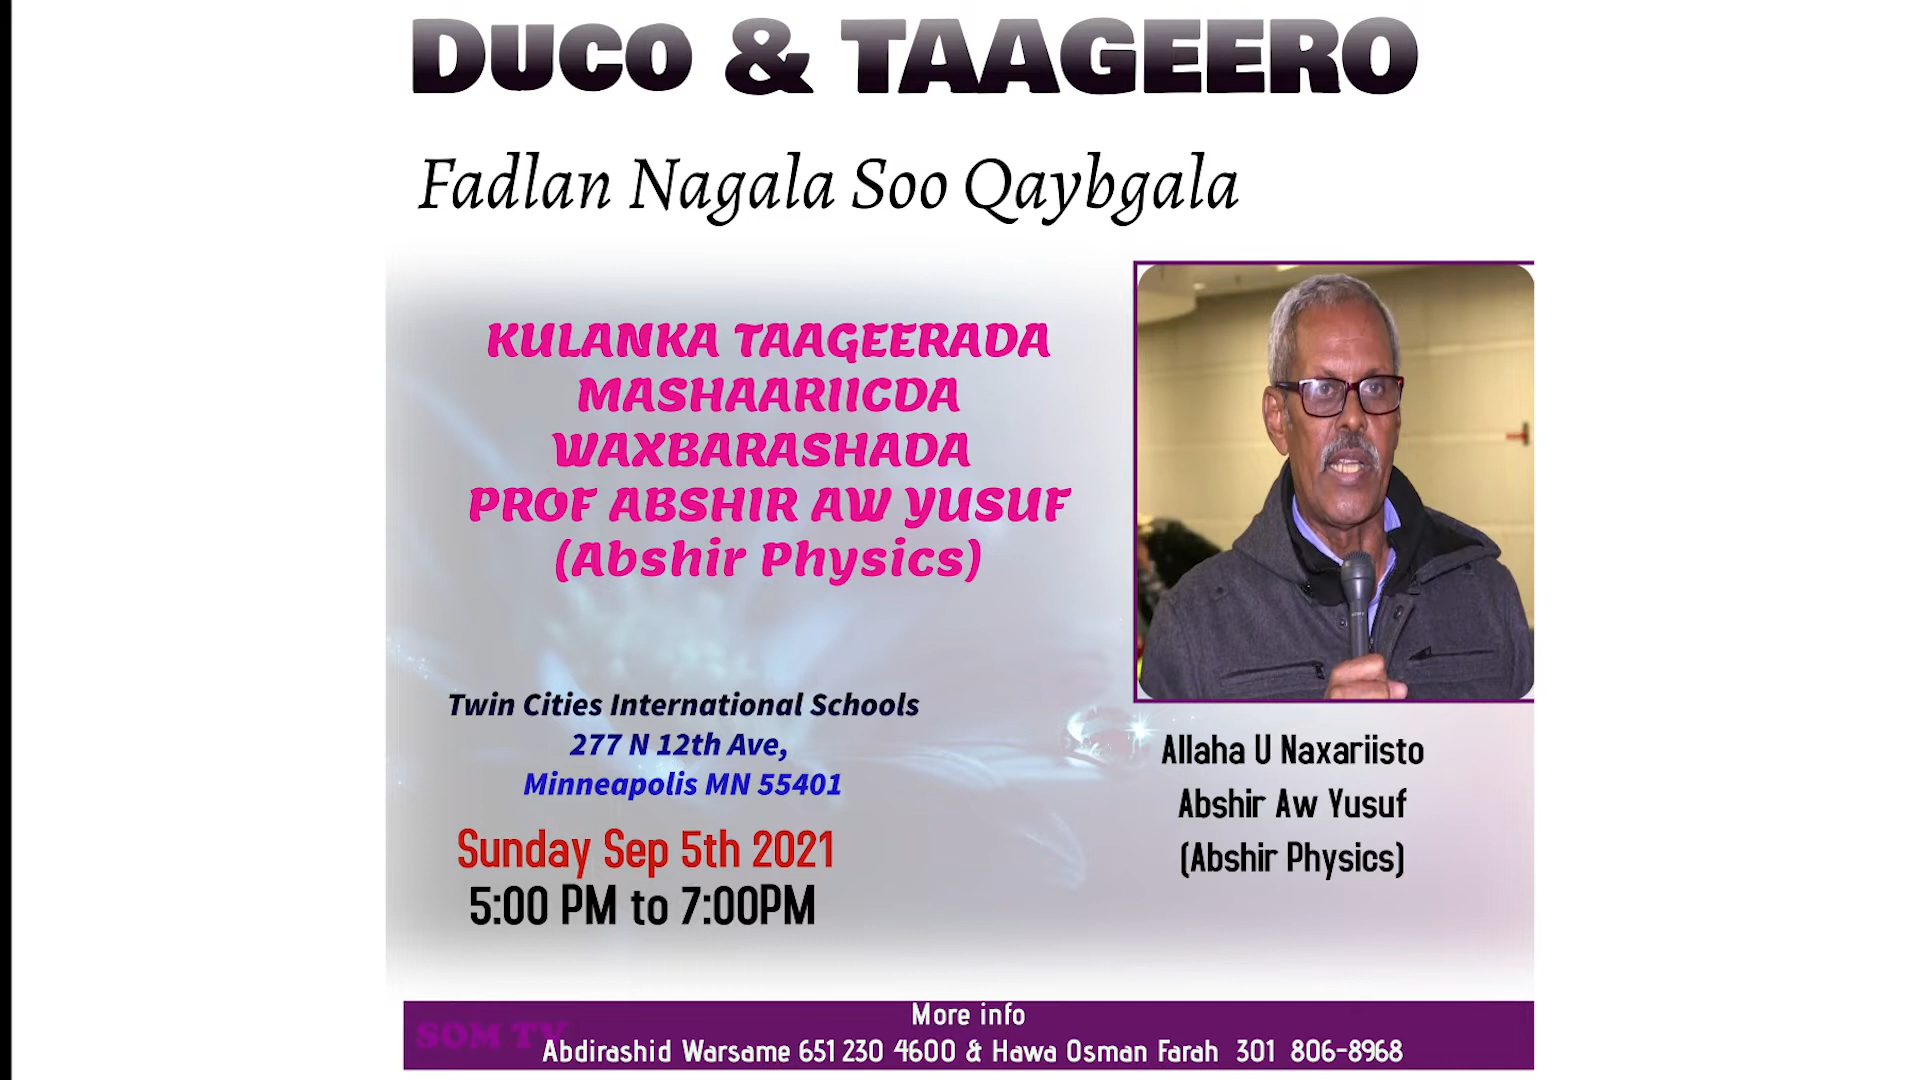 DUCO & TAAGEERO
Fadlan Nagala Soo Qaybgala
KULANKA TAAGEERADA
MASHAARIICDA
WAXBARASHADA
PROF ABSHIR AW YUSUF
(Abshir Physics)
Twin Cities International Schools
277 N 12th Ave,
Minneapolis MN 55401
Sunday Sep 5th 2021
5:00 PM to 7:00PM
Allaha U Naxariisto
Abshir Aw Yusuf
(Abshir Physics)
More info
SOM TV
Abdirashid Warsame 651 230 4600 & Hawa Osman Farah 301 806-8968